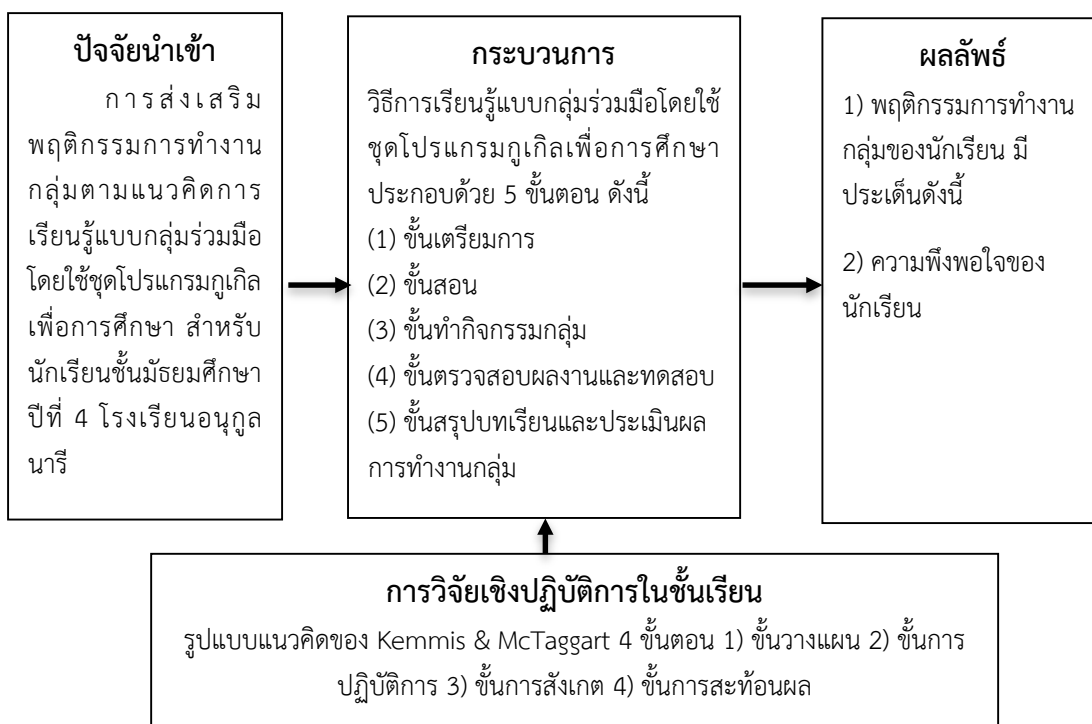 ปัจจัยนำเข้า
การส่งเสริม
พฤติกรรมการทำงาน
กลุ่มตามแนวคิดการ
เรียนรู้แบบกลุ่มร่วมมือ
โดยใช้ชุดโปรแกรมกูเกิล
เพื่อการศึกษา สำหรับ
นักเรียนชั้นมัธยมศึกษา
ปีที่ 4 โรงเรียนอนุกูล
นารี
กระบวนการ
วิธีการเรียนรู้แบบกลุ่มร่วมมือโดยใช้
ชุดโปรแกรมกูเกิลเพื่อการศึกษา
ประกอบด้วย 5 ขั้นตอน ดังนี้
(1) ขั้นเตรียมการ
(2) ขั้นสอน
(3) ขั้นทำกิจกรรมกลุ่ม
(4) ขั้นตรวจสอบผลงานและทดสอบ
(5) ขั้นสรุปบทเรียนและประเมินผล
การทำงานกลุ่ม
ผลลัพธ์
1) พฤติกรรมการทำงาน
กลุ่มของนักเรียน มี
ประเด็นดังนี้
2) ความพึงพอใจของ
นักเรียน
การวิจัยเชิงปฏิบัติการในชั้นเรียน
รูปแบบแนวคิดของ Kemmis & McTaggart 4 ขั้นตอน 1) ขั้นวางแผน 2) ขั้นการ
ปฏิบัติการ 3) ขั้นการสังเกต 4) ขั้นการสะท้อนผล